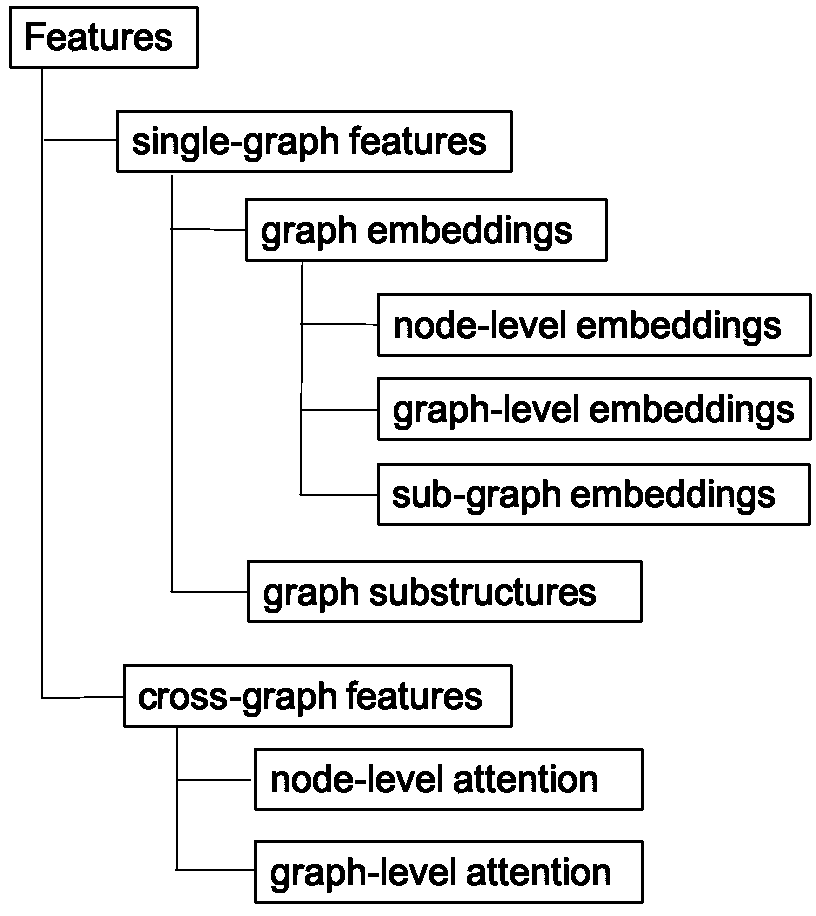 Features
single-graph features
graph embeddings
node-level embeddings
graph-level embeddings
sub-graph embeddings
graph substructures
cross-graph features
node-level attention
graph-level attention